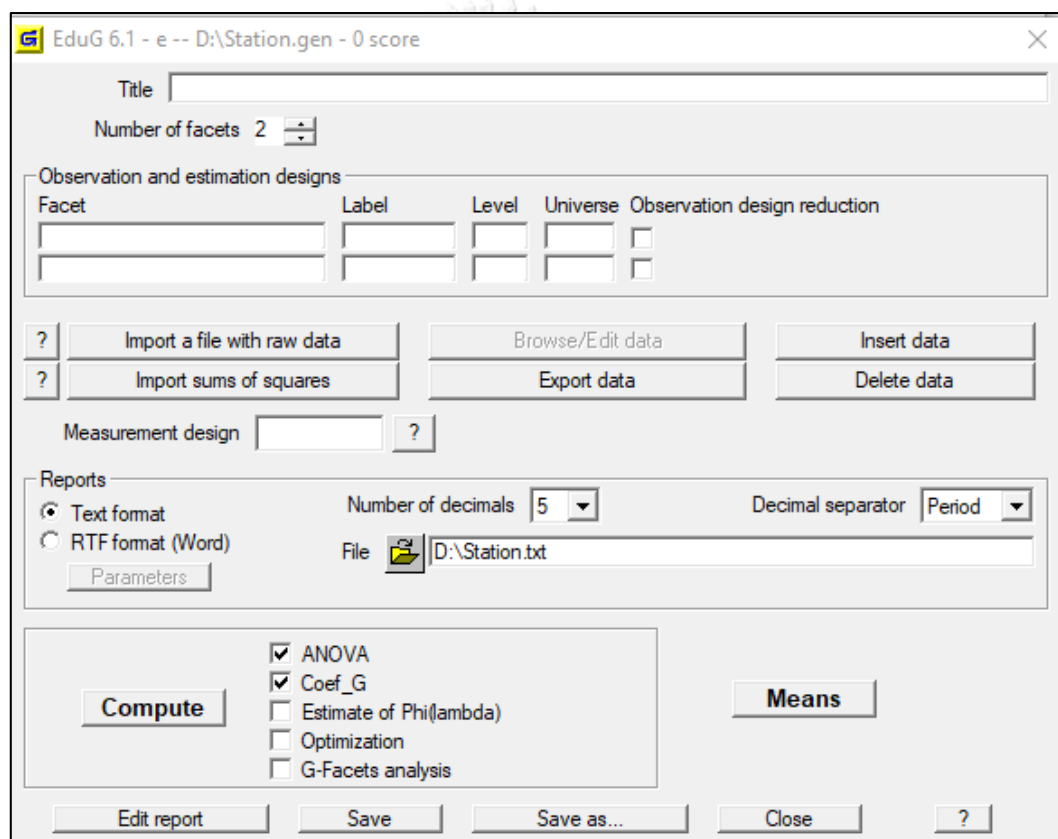 EduG 6.1 - e -- D:\Station.gen - 0 score
Title
Number of facets 2
Observation and estimation designs
Facet Label Level Universe Observation design reduction
? Import a file with raw data Browse/Edit data Insert data
? Import sums of squares Export data Delete data
Measurement design ?
Reports
Text format Number of decimals 5 Decimal separator Period
RTF format (Word) File D:\Station.txt
Parameters
ANOVA
Coef_G
Compute Estimate of Phi(lambda) Means
Optimization
G-Facets analysis
Edit report Save Save as... Close ?